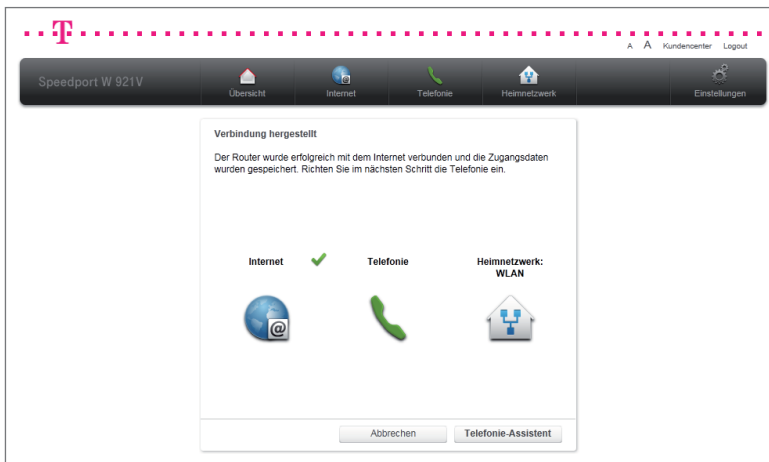 T
A A Kundencenter Logout
Speedport W 921V
Übersicht Internet Telefonie Heimnetzwerk Einstellungen
Verbindung hergestellt
Der Router wurde erfolgreich mit dem Internet verbunden und die Zugangsdaten
wurden gespeichert. Richten Sie im nächsten Schritt die Telefonie ein.
Internet Telefonie Heimnetzwerk:
WLAN
@
Abbrechen Telefonie-Assistent